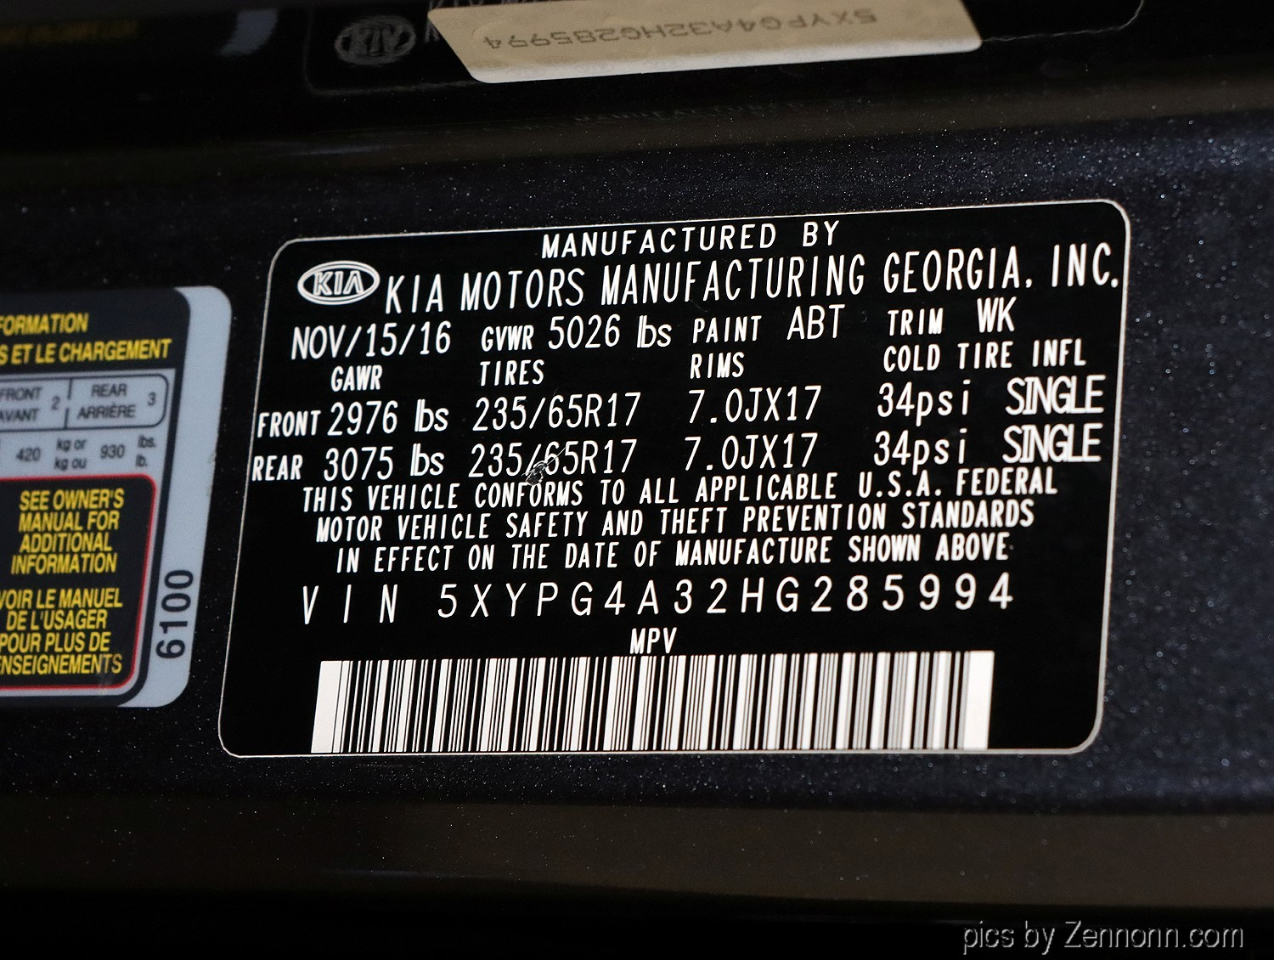 5XYPG4A32HG285994
MANUFACTURED BY
KIA KIA MOTORS MANUFACTURING GEORGIA, INC.
NOV/15/16 GVWR 5026 lbs PAINT ABT TRIM WK
GAWR TIRES RIMS COLD TIRE INFL
FRONT 2976 lbs 235/65R17 7.0JX17 34psi SINGLE
REAR 3075 lbs 235/65R17 7.0JX17 34psi SINGLE
THIS VEHICLE CONFORMS TO ALL APPLICABLE U.S.A. FEDERAL
MOTOR VEHICLE SAFETY AND THEFT PREVENTION STANDARDS
IN EFFECT ON THE DATE OF MANUFACTURE SHOWN ABOVE
VIN 5XYPG4A32HG285994
MPV
FORMATION
S ET LE CHARGEMENT
FRONT 2 REAR 3
AVANT ARRIÈRE
420 kg or 930 lbs.
kg ou lb.
SEE OWNER'S
MANUAL FOR
ADDITIONAL
INFORMATION
VOIR LE MANUEL
DE L'USAGER
POUR PLUS DE
ENSEIGNEMENTS
6100
pics by Zennonn.com